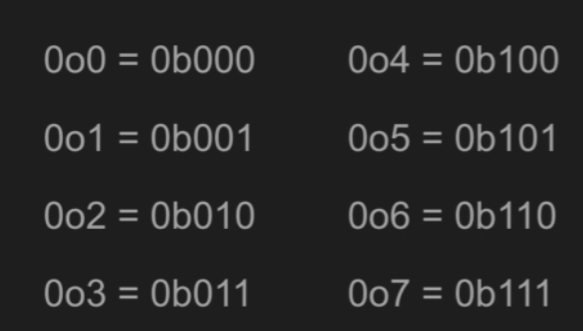 0o0 = 0b000 0o4 = 0b100
0o1 = 0b001 0o5 = 0b101
0o2 = 0b010 0o6 = 0b110
0o3 = 0b011 0o7 = 0b111